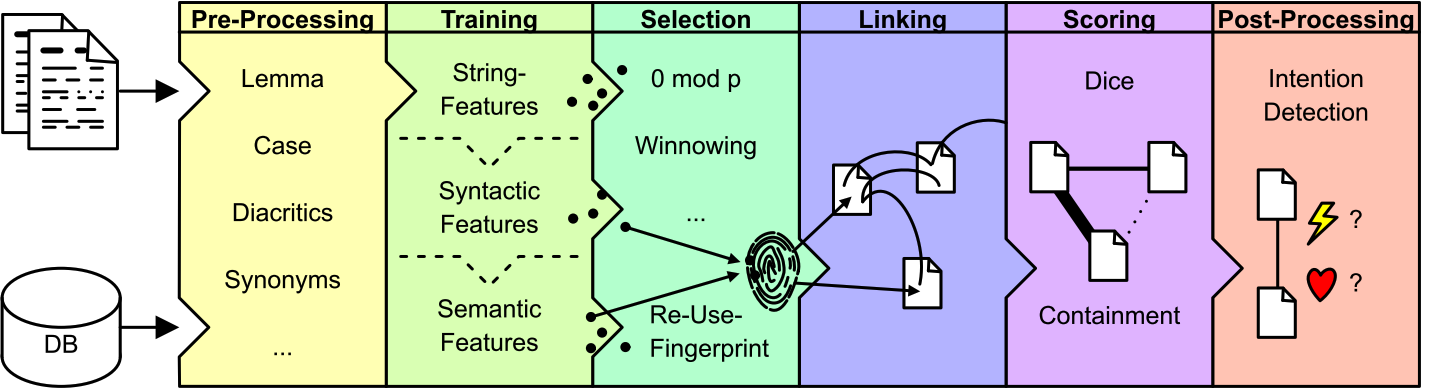 Pre-Processing
Training
Selection
Linking
Scoring
Post-Processing
Lemma
Case
Diacritics
Synonyms
...
DB
String-
Features
Syntactic
Features
Semantic
Features
0 mod p
Winnowing
...
Re-Use-
Fingerprint
Dice
Containment
Intention
Detection
?
?